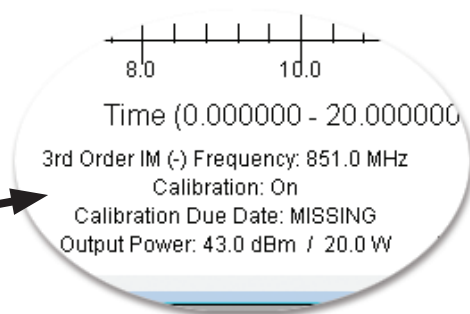 8.0 10.0
Time (0.000000 - 20.000000
3rd Order IM (-) Frequency: 851.0 MHz
Calibration: On
Calibration Due Date: MISSING
Output Power: 43.0 dBm / 20.0 W